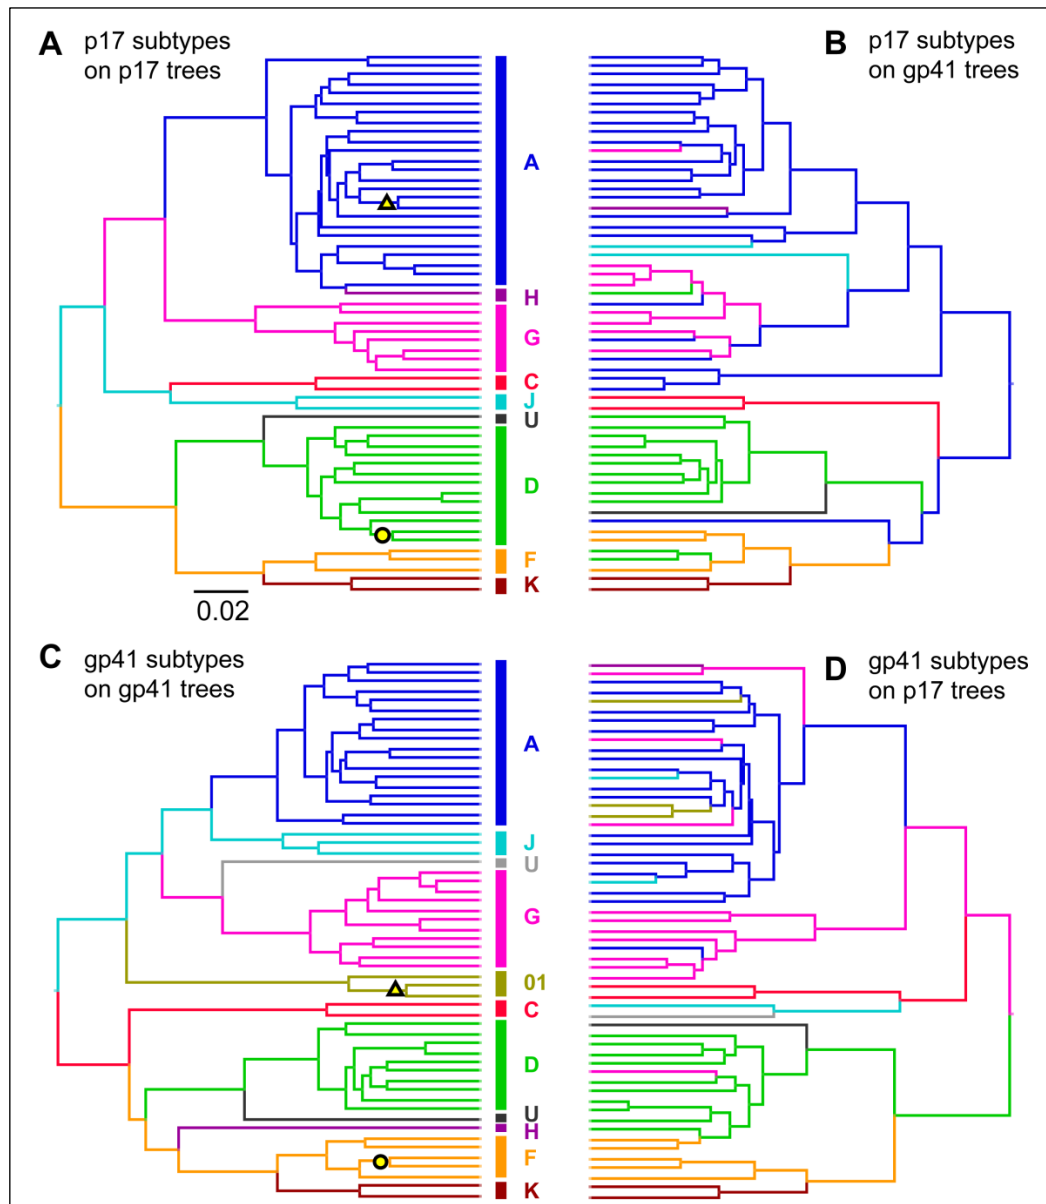 A p17 subtypes
on p17 trees
B p17 subtypes
on gp41 trees
A
H
G
C
J
U
D
F
K
0.02
C gp41 subtypes
on gp41 trees
D gp41 subtypes
on p17 trees
A
J
U
G
01
C
D
U
H
F
K